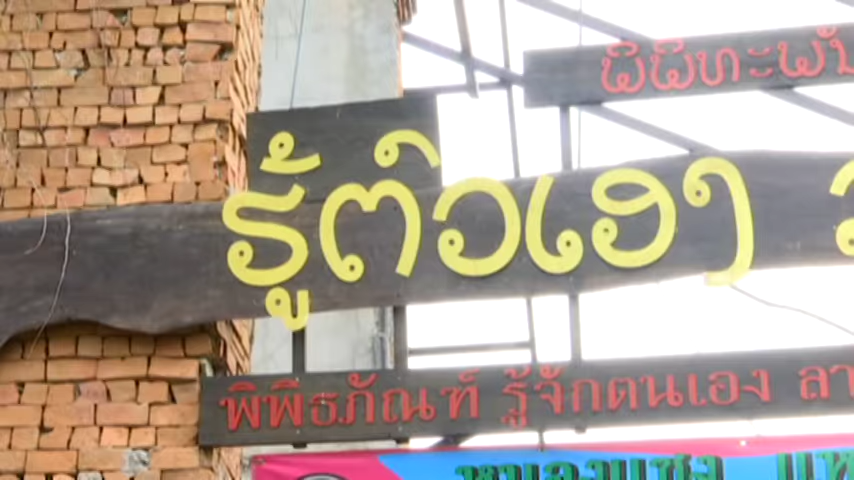 ພິພິທະພັນ
ຮູ້ຕົວເອງ
พิพิธภัณฑ์ รู้จักตนเอง ลา